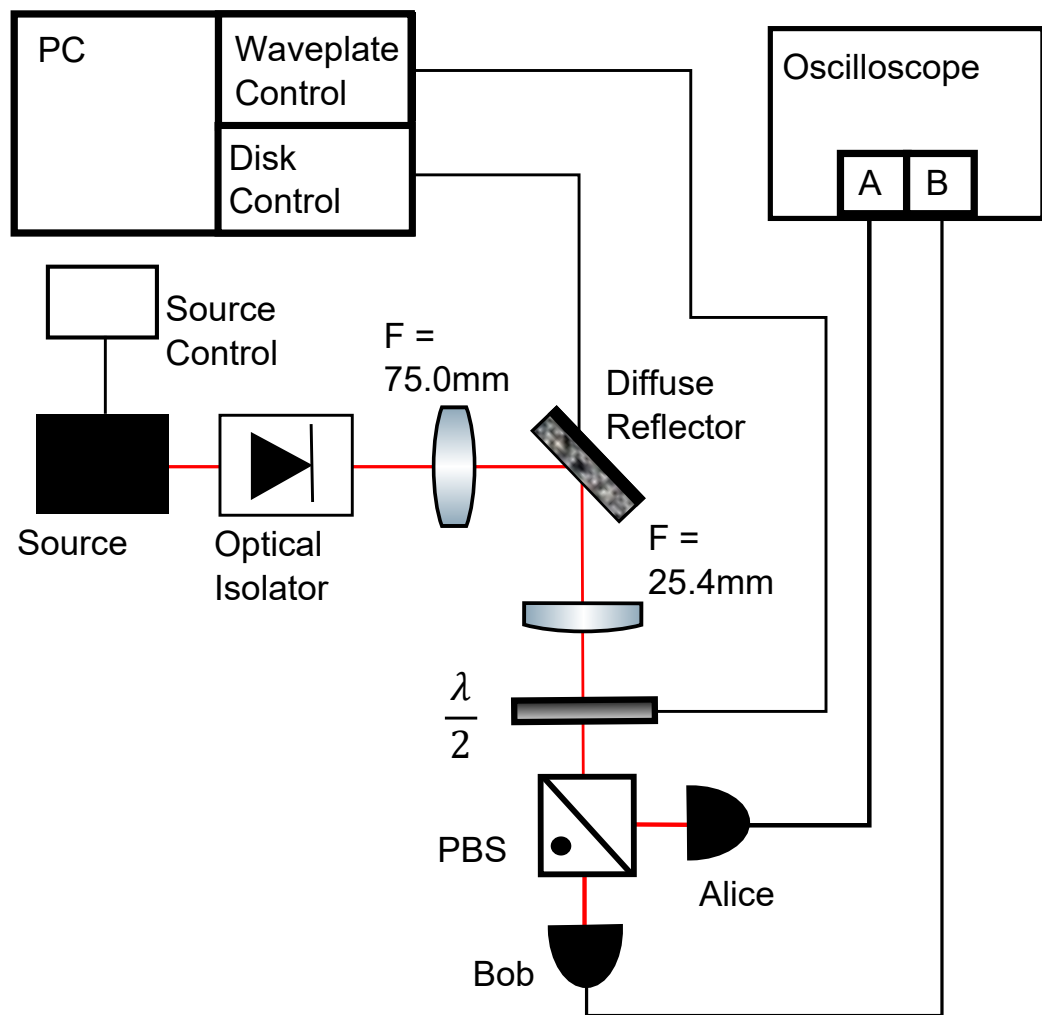 PC
Waveplate
Control
Disk
Control
Oscilloscope
A
B
Source
Control
F =
75.0mm
Diffuse
Reflector
Source
Optical
Isolator
F =
25.4mm
λ
2
PBS
Alice
Bob